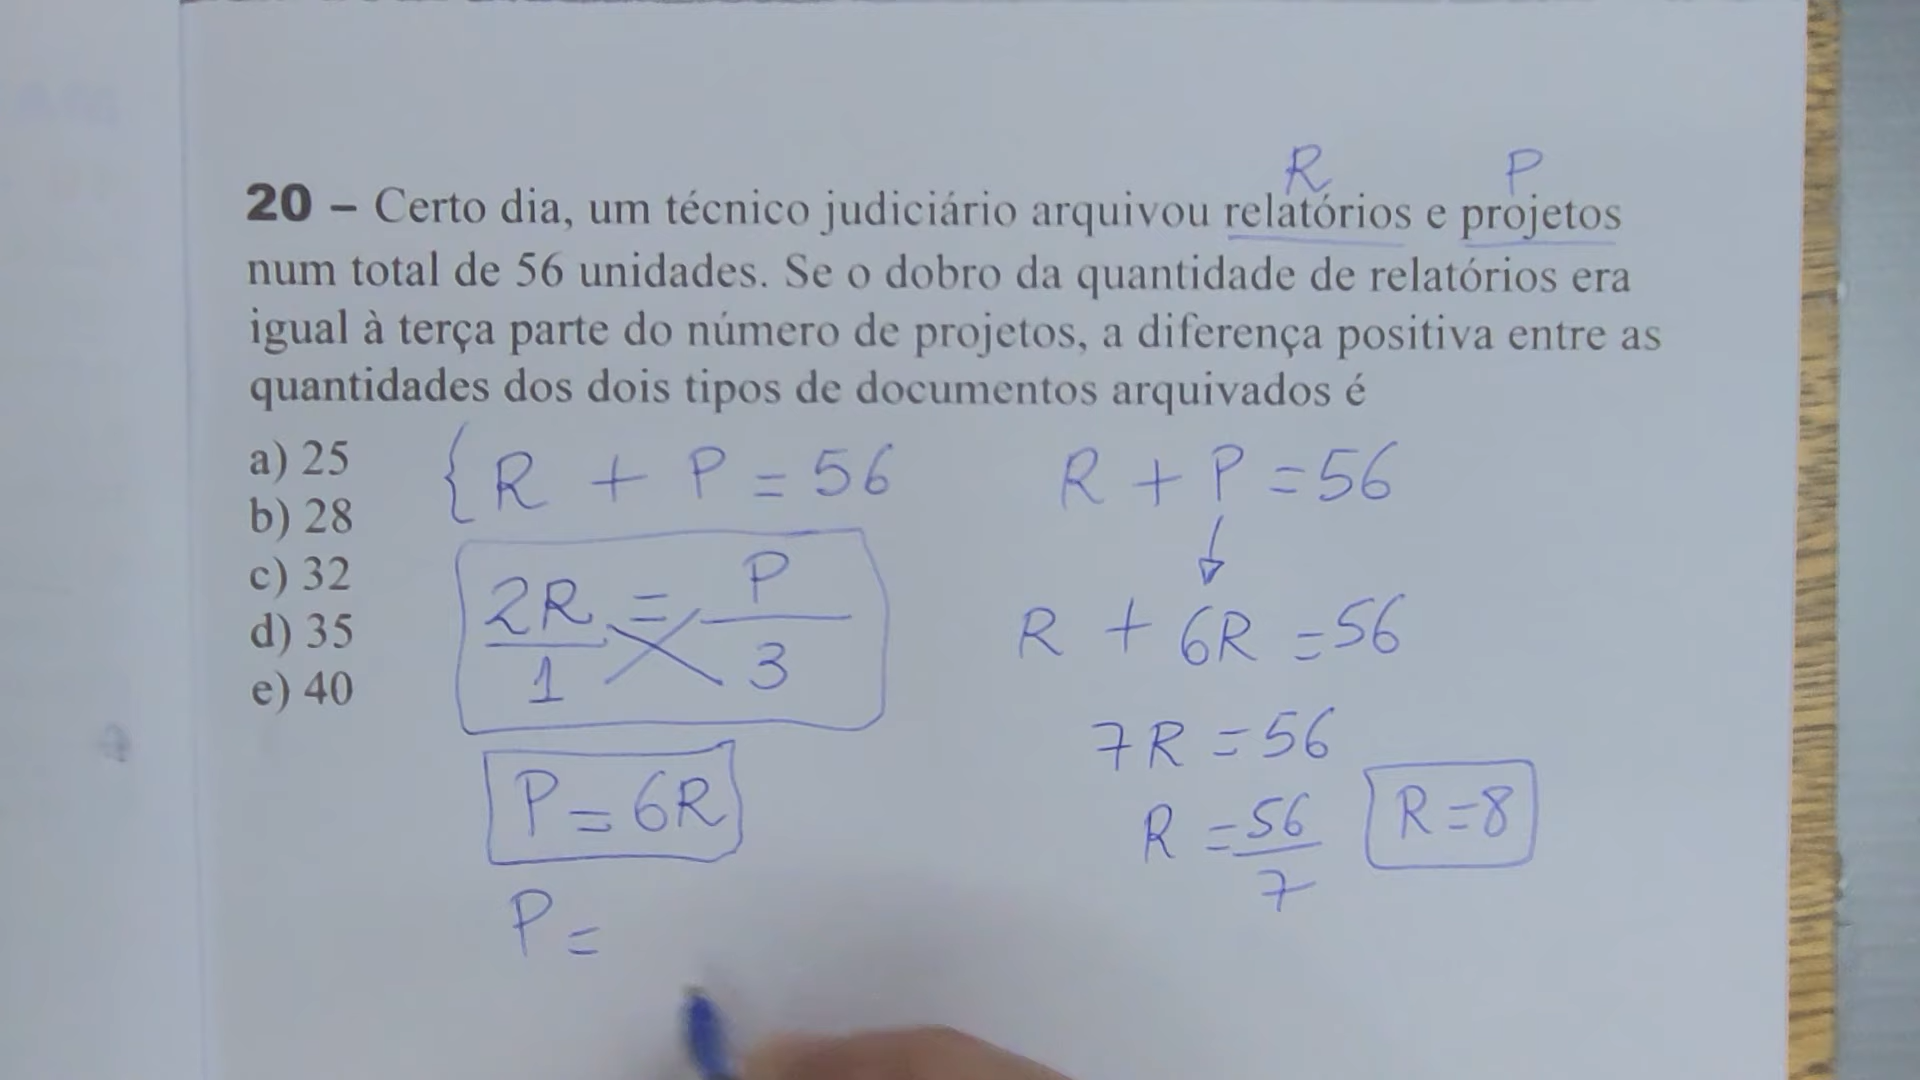 R P
20 – Certo dia, um técnico judiciário arquivou relatórios e projetos
num total de 56 unidades. Se o dobro da quantidade de relatórios era
igual à terça parte do número de projetos, a diferença positiva entre as
quantidades dos dois tipos de documentos arquivados é
a) 25
b) 28
c) 32
d) 35
e) 40
{ R + P = 56
2R/1 = P/3
P = 6R
P =
R + P = 56
R + 6R = 56
7R = 56
R = 56/7
R = 8